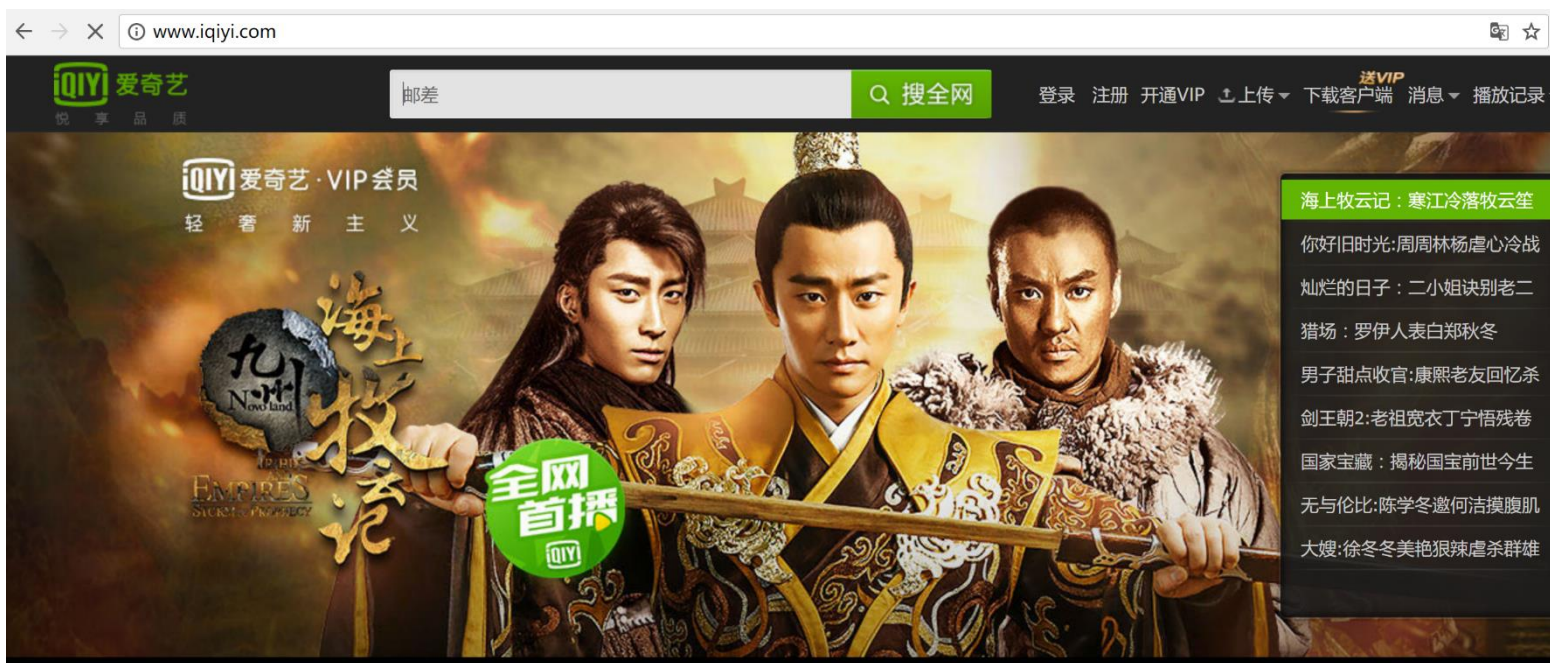 www.iqiyi.com
iQIYI 爱奇艺
悦享品质
邮差
搜全网
登录 注册 开通VIP 上传 下载客户端 消息 播放记录
送VIP
iQIYI 爱奇艺·VIP会员
轻奢新主义
海上牧云记：寒江冷落牧云笙
你好旧时光:周周林杨虐心冷战
灿烂的日子：二小姐诀别老二
猎场：罗伊人表白郑秋冬
男子甜点收官:康熙老友回忆杀
剑王朝2:老祖宽衣丁宁悟残卷
国家宝藏：揭秘国宝前世今生
无与伦比:陈学冬邀何洁摸腹肌
大嫂:徐冬冬美艳狠辣虐杀群雄
九州
Novoland
海上牧云记
TRIBES
EMPIRES
STORM OF PROPHECY
全网
首播
iQIYI